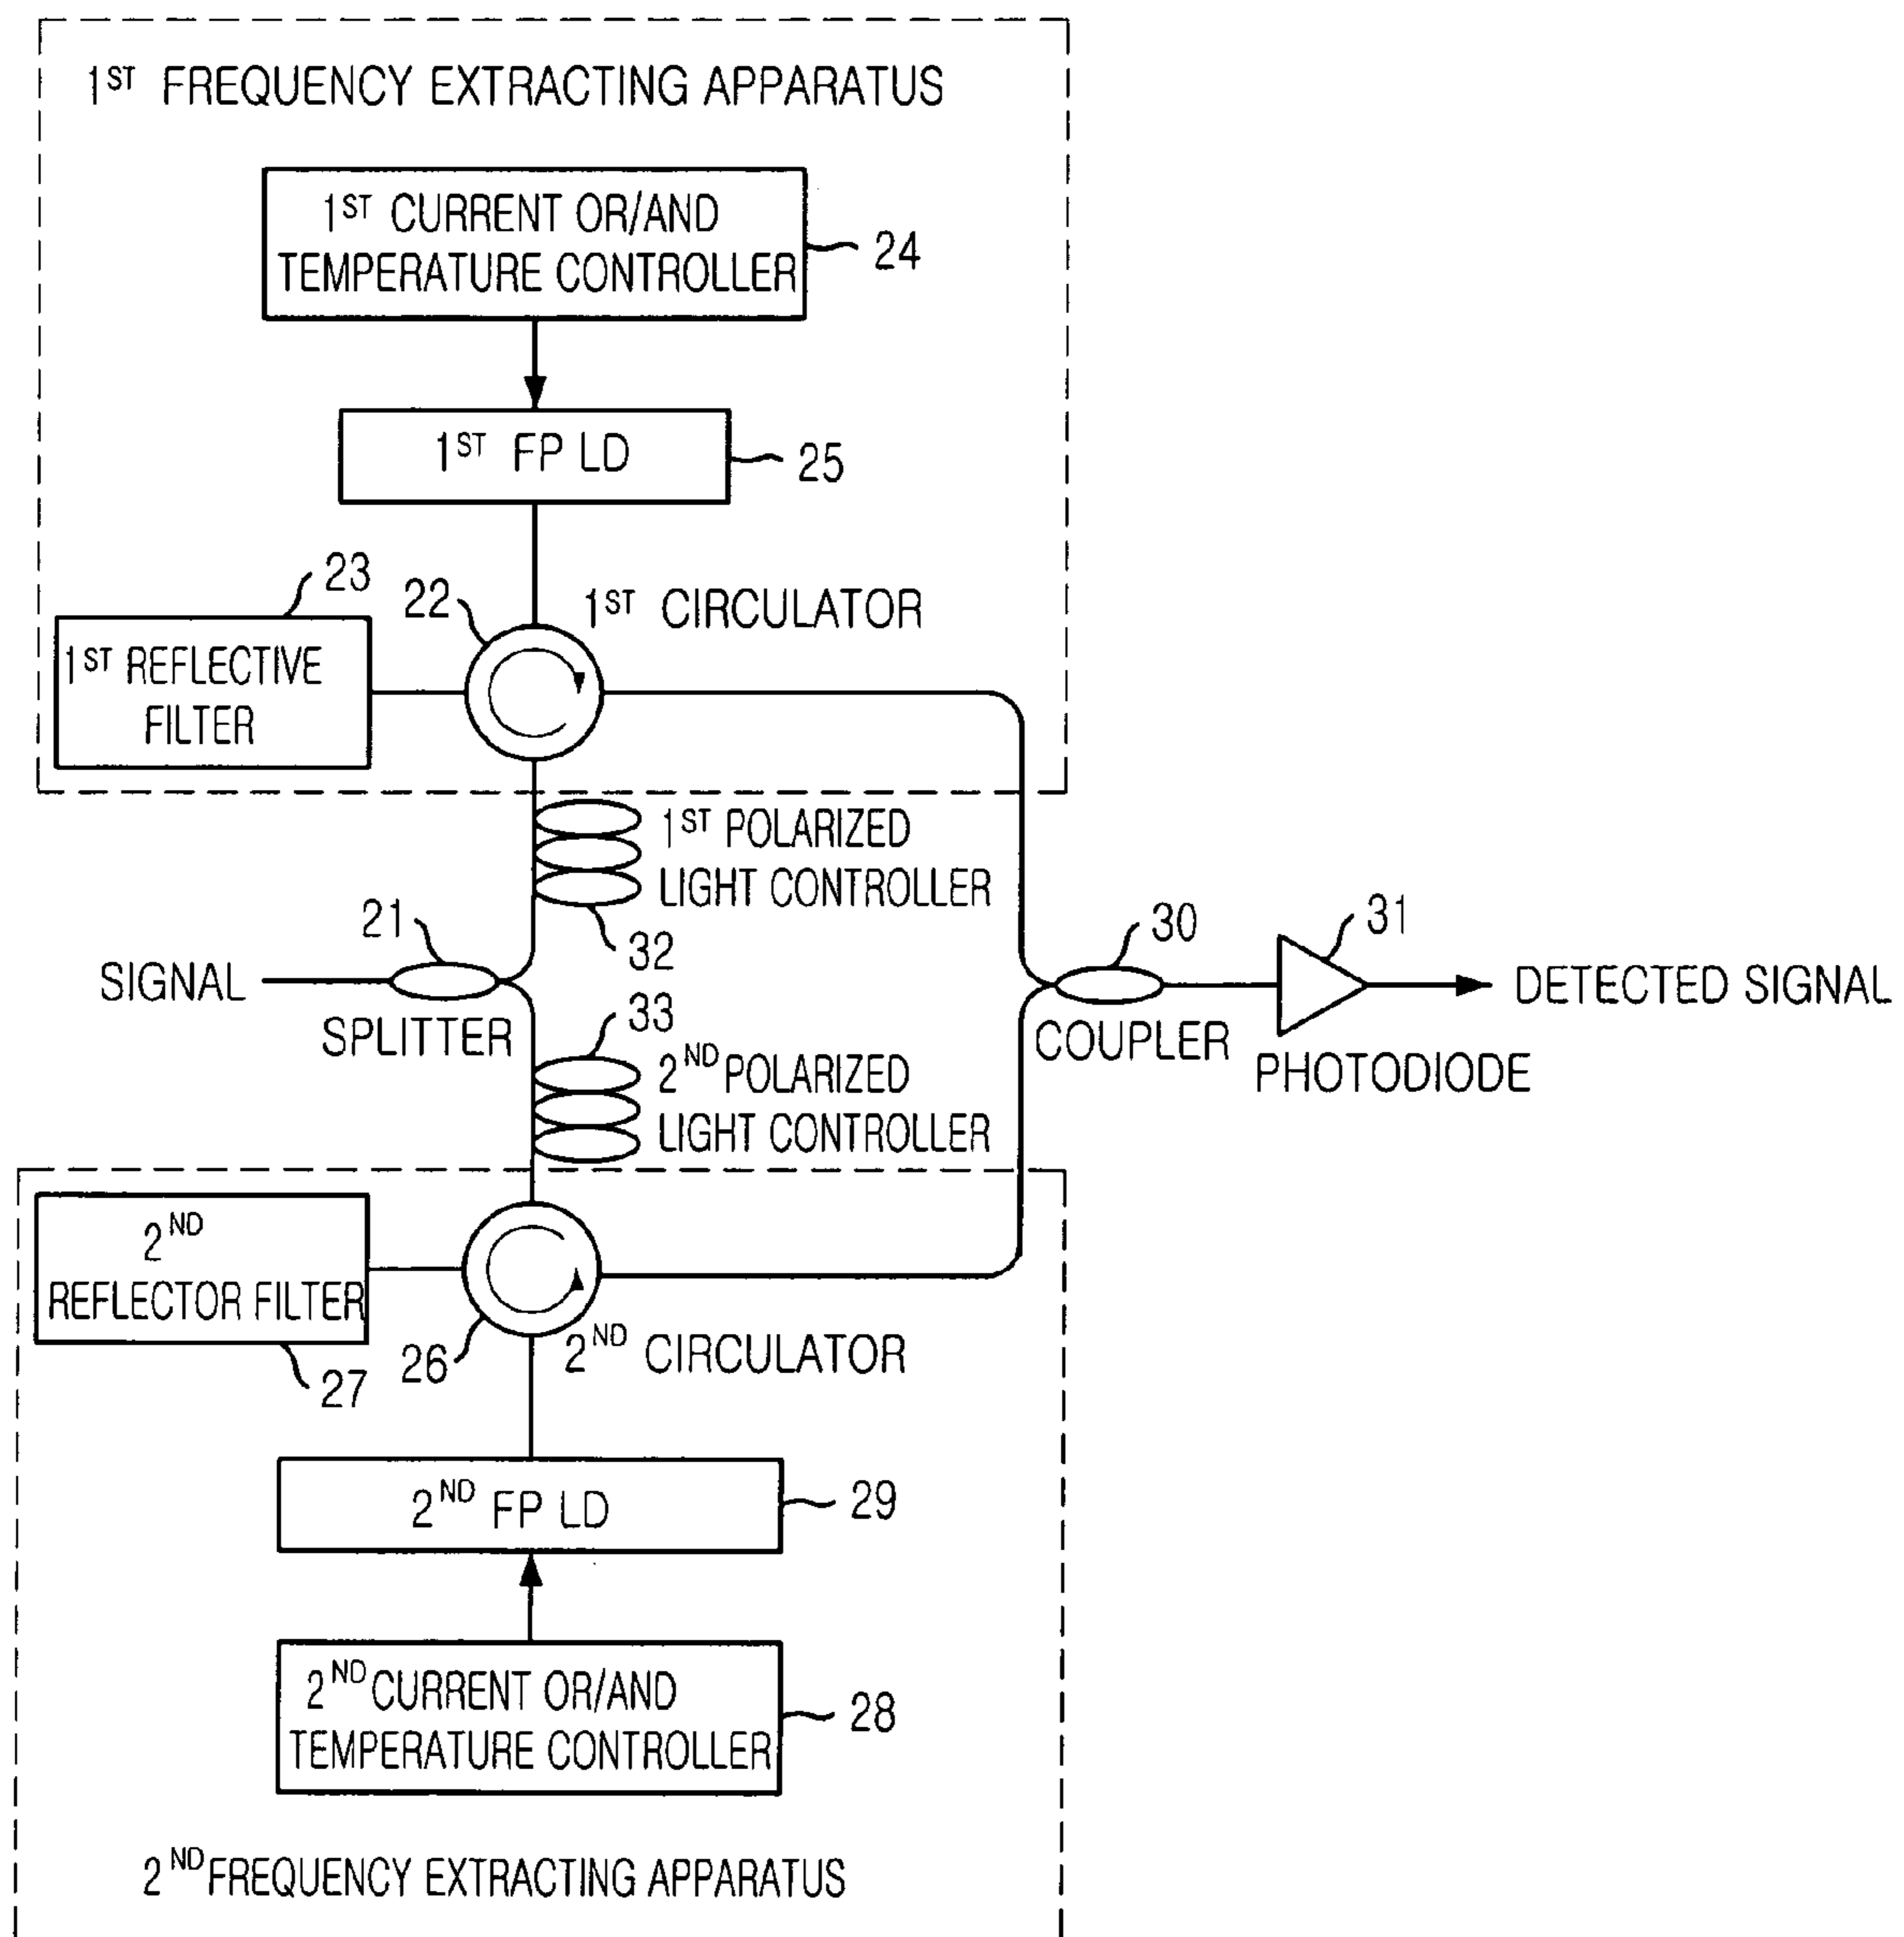 1ST FREQUENCY EXTRACTING APPARATUS
1ST CURRENT OR/AND
TEMPERATURE CONTROLLER
24
1ST FP LD
25
23
22
1ST CIRCULATOR
1ST REFLECTIVE
FILTER
1ST POLARIZED
LIGHT CONTROLLER
32
21
SIGNAL
SPLITTER
30
31
COUPLER
PHOTODIODE
DETECTED SIGNAL
33
2ND POLARIZED
LIGHT CONTROLLER
2ND
REFLECTOR FILTER
27
26
2ND CIRCULATOR
2ND FP LD
29
2ND CURRENT OR/AND
TEMPERATURE CONTROLLER
28
2ND FREQUENCY EXTRACTING APPARATUS